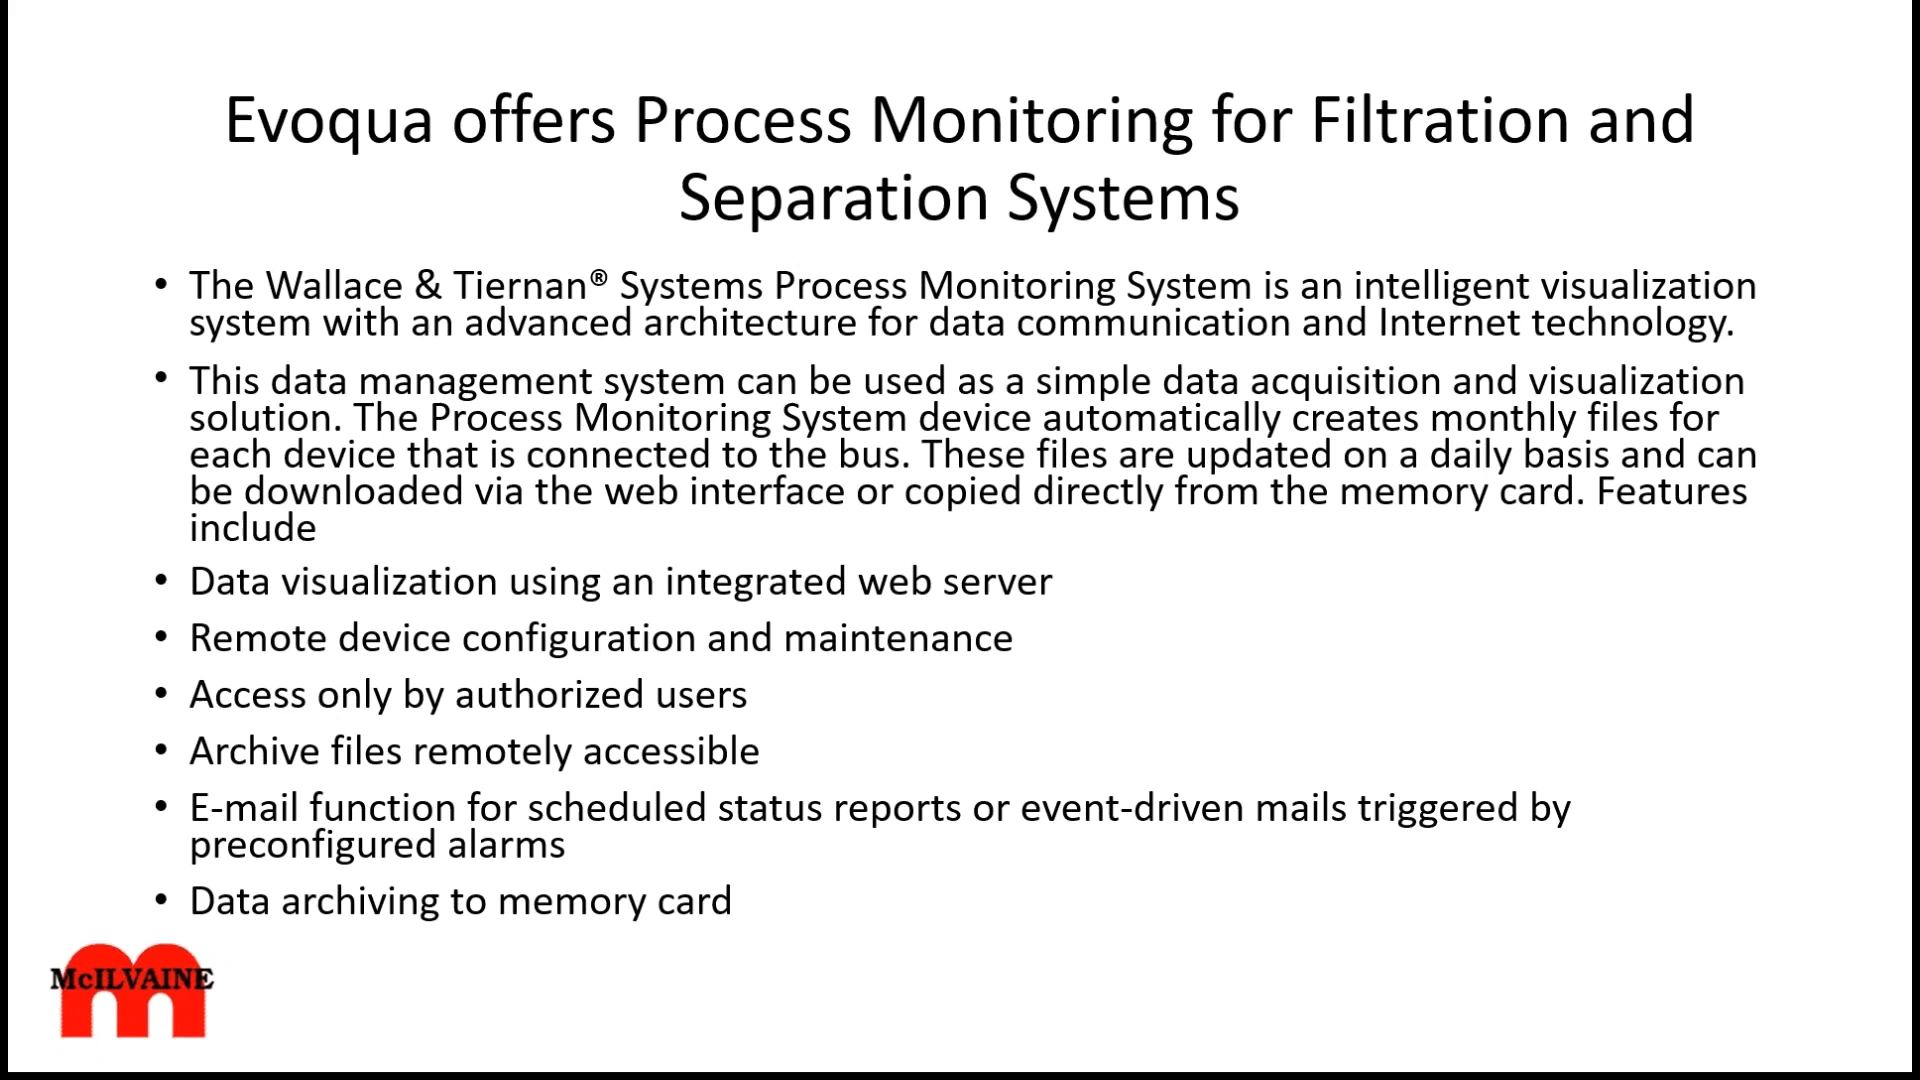 Evoqua offers Process Monitoring for Filtration and
Separation Systems
• The Wallace & Tiernan® Systems Process Monitoring System is an intelligent visualization
system with an advanced architecture for data communication and Internet technology.
• This data management system can be used as a simple data acquisition and visualization
solution. The Process Monitoring System device automatically creates monthly files for
each device that is connected to the bus. These files are updated on a daily basis and can
be downloaded via the web interface or copied directly from the memory card. Features
include
• Data visualization using an integrated web server
• Remote device configuration and maintenance
• Access only by authorized users
• Archive files remotely accessible
• E-mail function for scheduled status reports or event-driven mails triggered by
preconfigured alarms
• Data archiving to memory card
McILVAINE